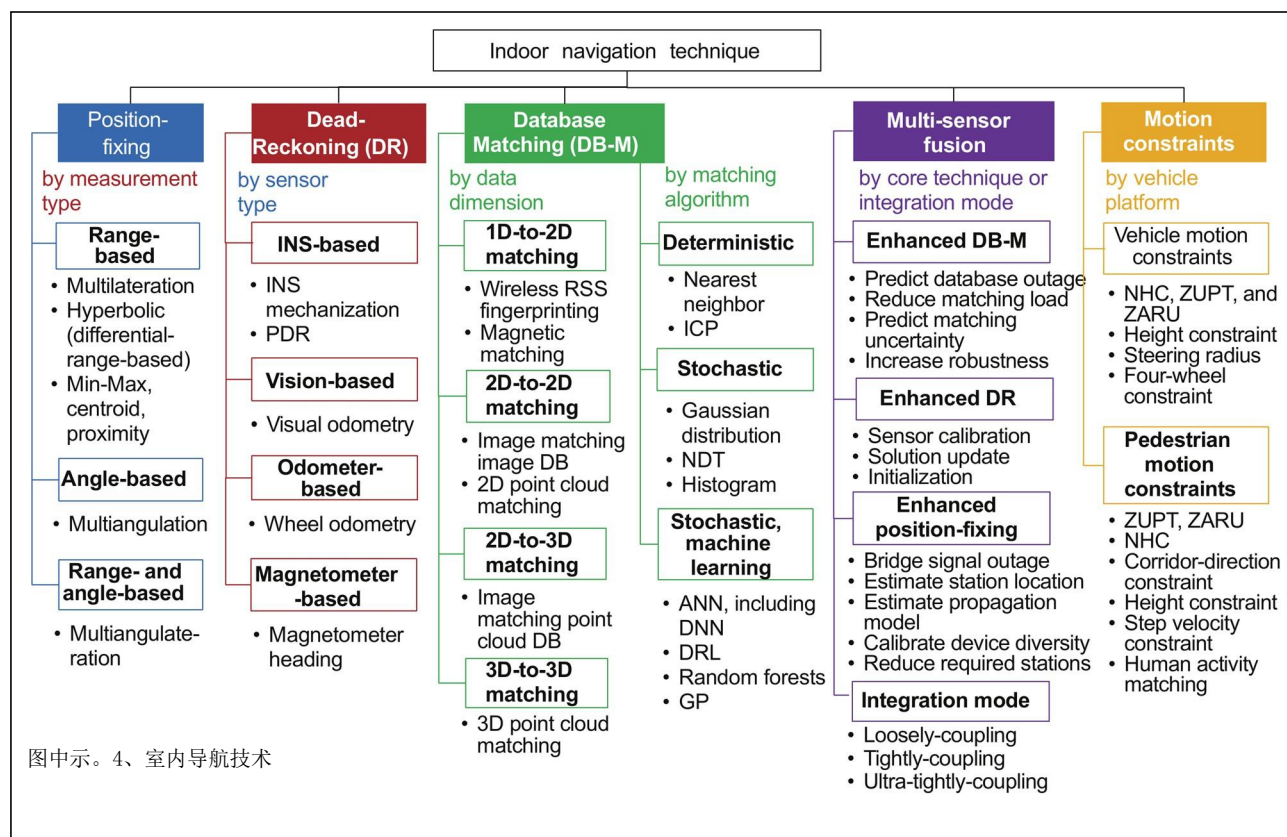 Indoor navigation technique
Position-
fixing
by measurement
type
Range-
based
• Multilateration
• Hyperbolic
(differential-
range-based)
• Min-Max,
centroid,
proximity
Angle-based
• Multiangulation
Range- and
angle-based
• Multiangulate-
ration
Dead-
Reckoning (DR)
by sensor
type
INS-based
• INS
mechanization
• PDR
Vision-based
• Visual odometry
Odometer-
based
• Wheel odometry
Magnetometer
-based
• Magnetometer
heading
Database
Matching (DB-M)
by data
dimension
1D-to-2D
matching
• Wireless RSS
fingerprinting
• Magnetic
matching
2D-to-2D
matching
• Image matching
image DB
• 2D point cloud
matching
2D-to-3D
matching
• Image
matching point
cloud DB
3D-to-3D
matching
• 3D point cloud
matching
by matching
algorithm
Deterministic
• Nearest
neighbor
• ICP
Stochastic
• Gaussian
distribution
• NDT
• Histogram
Stochastic,
machine
learning
• ANN, including
DNN
• DRL
• Random forests
• GP
Multi-sensor
fusion
by core technique or
integration mode
Enhanced DB-M
• Predict database outage
• Reduce matching load
• Predict matching
uncertainty
• Increase robustness
Enhanced DR
• Sensor calibration
• Solution update
• Initialization
Enhanced
position-fixing
• Bridge signal outage
• Estimate station location
• Estimate propagation
model
• Calibrate device diversity
• Reduce required stations
Integration mode
• Loosely-coupling
• Tightly-coupling
• Ultra-tightly-coupling
Motion
constraints
by vehicle
platform
Vehicle motion
constraints
• NHC, ZUPT, and
ZARU
• Height constraint
• Steering radius
• Four-wheel
constraint
Pedestrian
motion
constraints
• ZUPT, ZARU
• NHC
• Corridor-direction
constraint
• Height constraint
• Step velocity
constraint
• Human activity
matching
图中示。4、室内导航技术